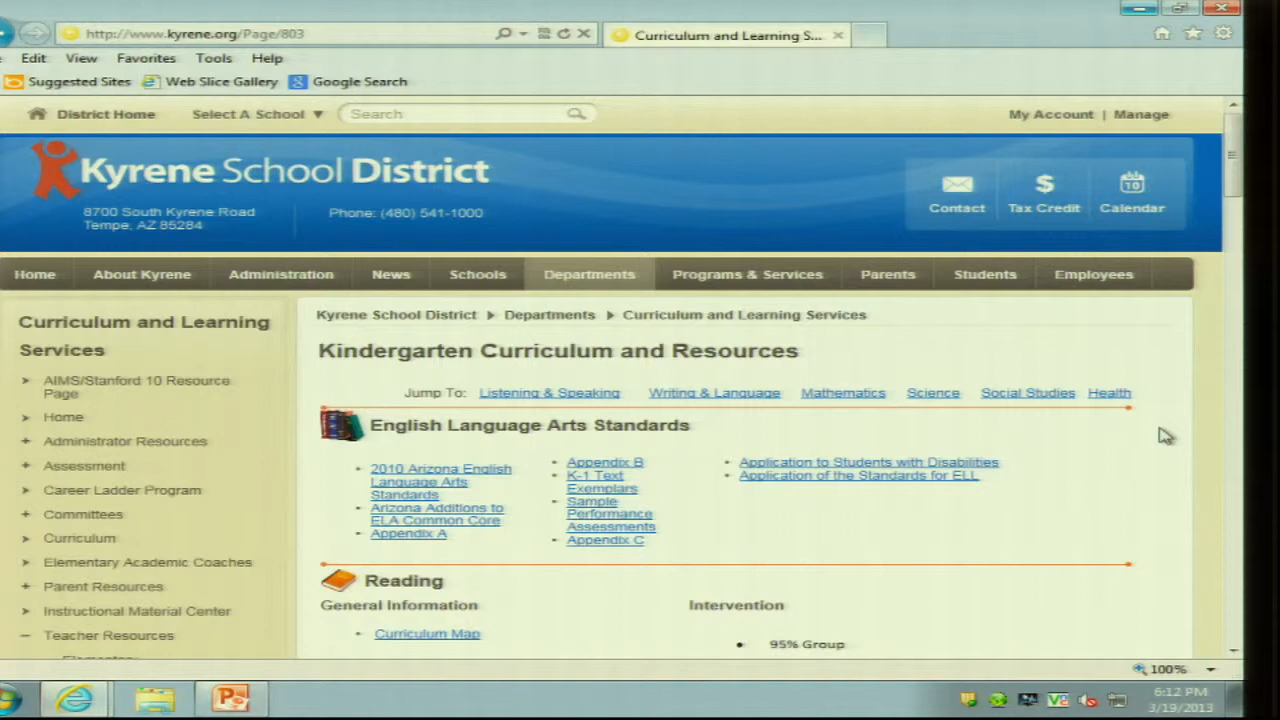 http://www.kyrene.org/Page/803
Curriculum and Learning S...
Edit View Favorites Tools Help
Suggested Sites Web Slice Gallery Google Search
District Home Select A School ▼ Search My Account | Manage
Kyrene School District
8700 South Kyrene Road
Tempe, AZ 85284
Phone: (480) 541-1000
Contact Tax Credit Calendar
10
Home About Kyrene Administration News Schools Departments Programs & Services Parents Students Employees
Curriculum and Learning
Services
AIMS/Stanford 10 Resource
Page
Home
Administrator Resources
Assessment
Career Ladder Program
Committees
Curriculum
Elementary Academic Coaches
Parent Resources
Instructional Material Center
Teacher Resources
Elementary
Kyrene School District Departments Curriculum and Learning Services
Kindergarten Curriculum and Resources
Jump To: Listening & Speaking Writing & Language Mathematics Science Social Studies Health
English Language Arts Standards
2010 Arizona English
Language Arts
Standards
Arizona Additions to
ELA Common Core
Appendix A
Appendix B
K-1 Text
Exemplars
Sample
Performance
Assessments
Appendix C
Application to Students with Disabilities
Application of the Standards for ELL
Reading
General Information
Curriculum Map
Intervention
95% Group
100%
6:12 PM
3/19/2013